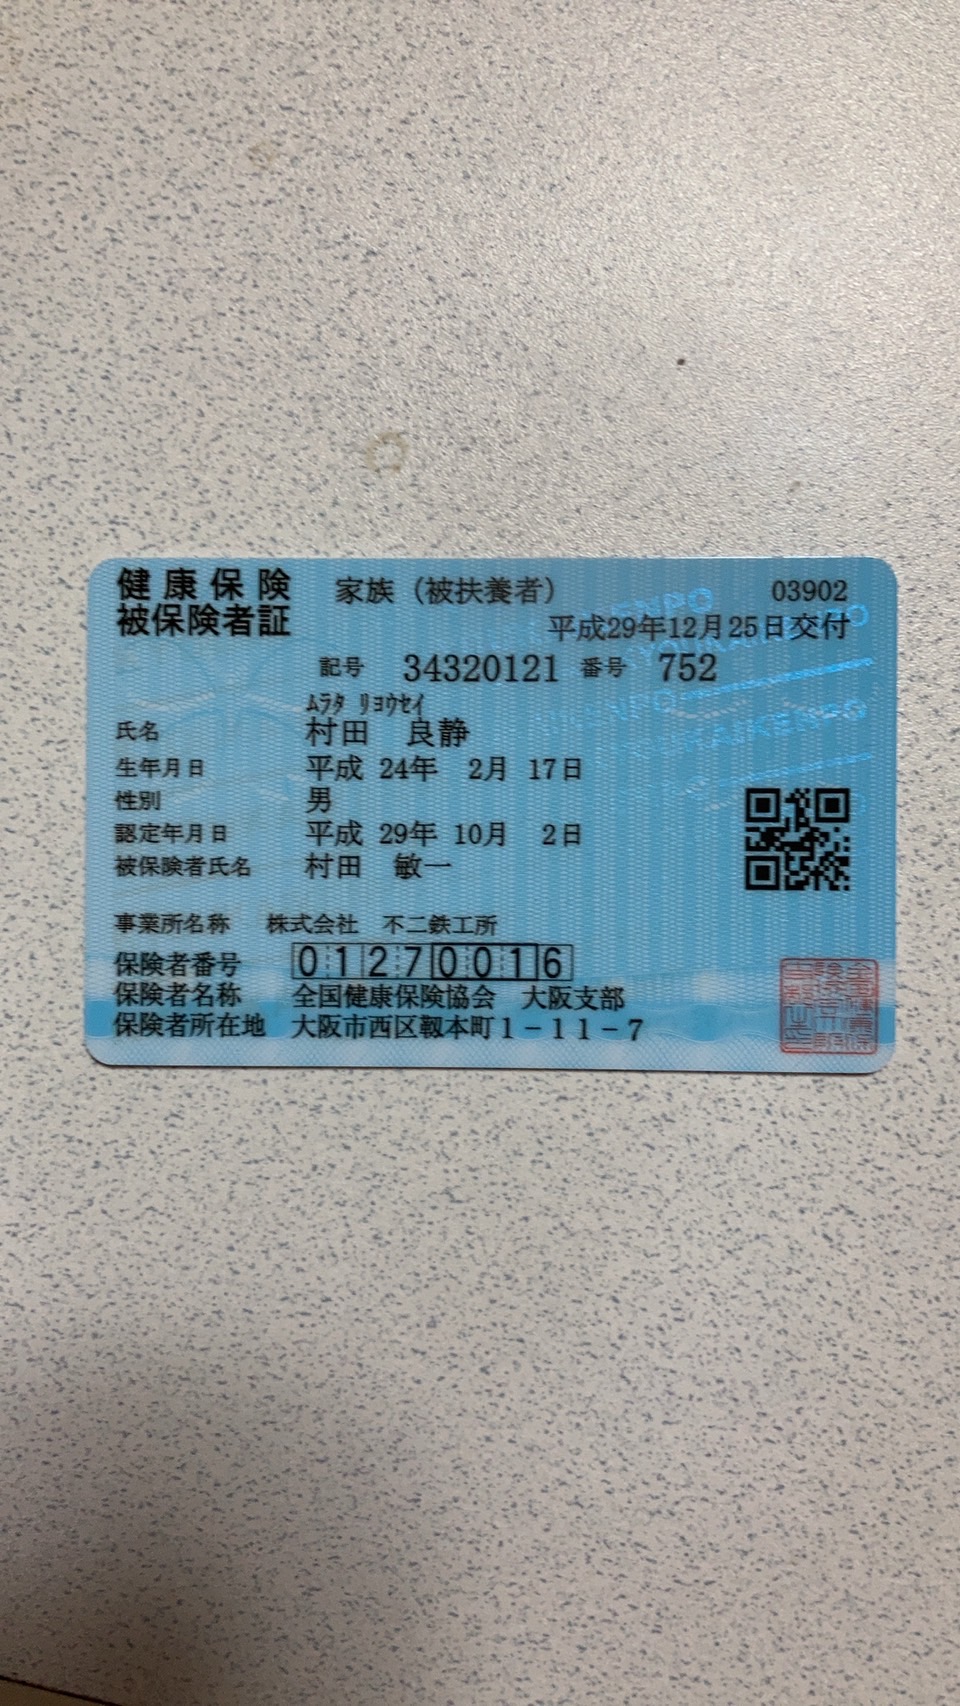 健康保険 家族（被扶養者） 03902
被保険者証 平成29年12月25日交付
記号 34320121 番号 752
ﾑﾗﾀ ﾘﾖｳｾｲ
氏名 村田 良静
生年月日 平成 24年 2月 17日
性別 男
認定年月日 平成 29年 10月 2日
被保険者氏名 村田 敏一
事業所名称 株式会社 不二鉄工所
保険者番号 01270016
保険者名称 全国健康保険協会 大阪支部
保険者所在地 大阪市西区靱本町1－11－7